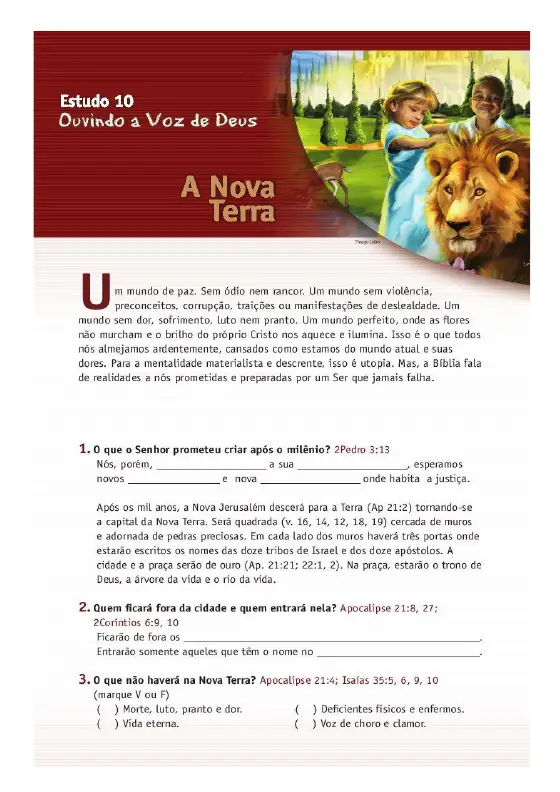 Estudo 10
Ouvindo a Voz de Deus
A Nova
Terra
Thiago Lobo
Um mundo de paz. Sem ódio nem rancor. Um mundo sem violência,
preconceitos, corrupção, traições ou manifestações de deslealdade. Um
mundo sem dor, sofrimento, luto nem pranto. Um mundo perfeito, onde as flores
não murcham e o brilho do próprio Cristo nos aquece e ilumina. Isso é o que todos
nós almejamos ardentemente, cansados como estamos do mundo atual e suas
dores. Para a mentalidade materialista e descrente, isso é utopia. Mas, a Bíblia fala
de realidades a nós prometidas e preparadas por um Ser que jamais falha.
1. O que o Senhor prometeu criar após o milênio? 2Pedro 3:13
Nós, porém, ____________________ a sua ____________________, esperamos
novos _________________ e nova __________________ onde habita a justiça.
Após os mil anos, a Nova Jerusalém descerá para a Terra (Ap 21:2) tornando-se
a capital da Nova Terra. Será quadrada (v. 16, 14, 12, 18, 19) cercada de muros
e adornada de pedras preciosas. Em cada lado dos muros haverá três portas onde
estarão escritos os nomes das doze tribos de Israel e dos doze apóstolos. A
cidade e a praça serão de ouro (Ap. 21:21; 22:1, 2). Na praça, estarão o trono de
Deus, a árvore da vida e o rio da vida.
2. Quem ficará fora da cidade e quem entrará nela? Apocalipse 21:8, 27;
2Coríntios 6:9, 10
Ficarão de fora os ______________________________________________________.
Entrarão somente aqueles que têm o nome no ______________________________.
3. O que não haverá na Nova Terra? Apocalipse 21:4; Isaías 35:5, 6, 9, 10
(marque V ou F)
( ) Morte, luto, pranto e dor. ( ) Deficientes físicos e enfermos.
( ) Vida eterna. ( ) Voz de choro e clamor.